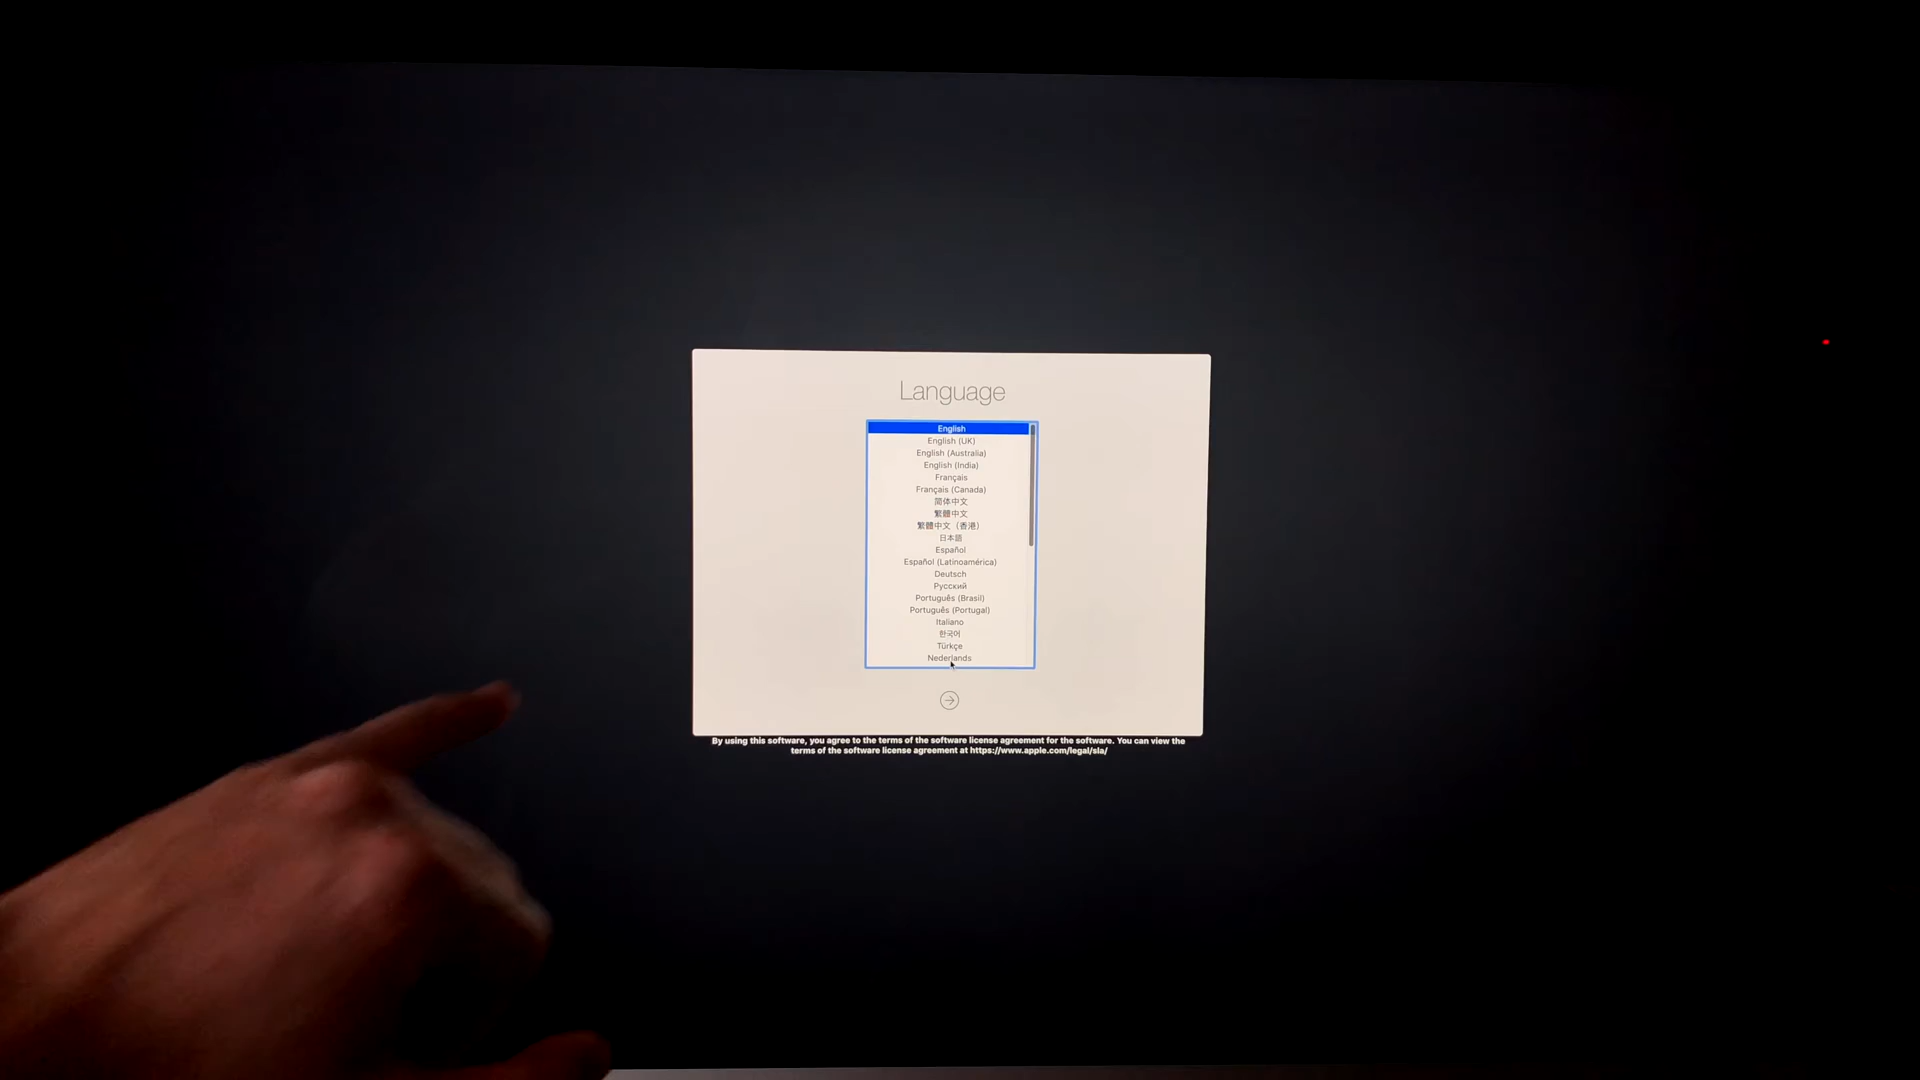 Language
English
English (UK)
English (Australia)
English (India)
Français
Français (Canada)
简体中文
繁體中文
繁體中文（香港）
日本語
Español
Español (Latinoamérica)
Deutsch
Русский
Português (Brasil)
Português (Portugal)
Italiano
한국어
Türkçe
Nederlands
By using this software, you agree to the terms of the software license agreement for the software. You can view the
terms of the software license agreement at https://www.apple.com/legal/sla/